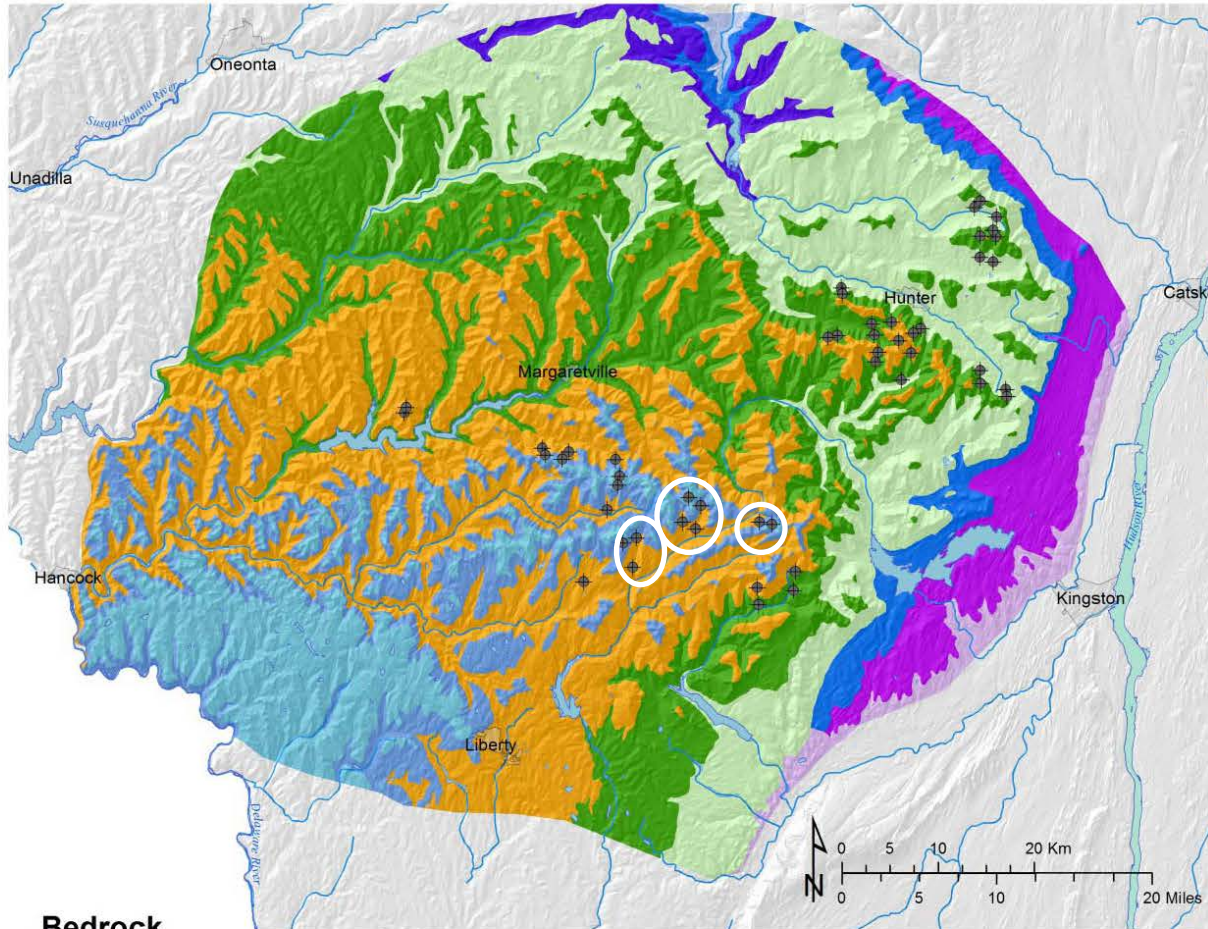 Oneonta
Susquehanna River
Unadilla
Hunter
Catsk
Margaretville
Hudson River
Hancock
Kingston
Liberty
Delaware River
N
0 5 10 20 Km
0 5 10 20 Miles
Bedrock